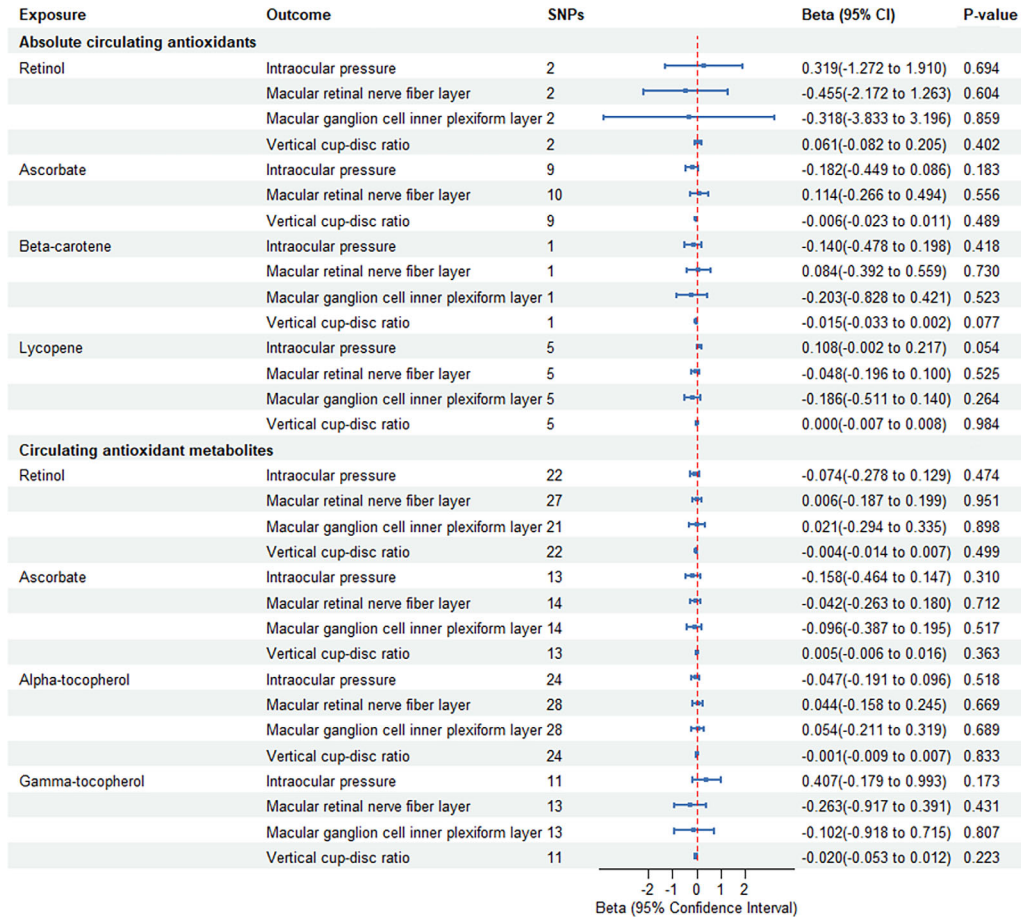 Exposure Outcome SNPs Beta (95% CI) P-value
Absolute circulating antioxidants
Retinol Intraocular pressure 2 0.319(-1.272 to 1.910) 0.694
Macular retinal nerve fiber layer 2 -0.455(-2.172 to 1.263) 0.604
Macular ganglion cell inner plexiform layer 2 -0.318(-3.833 to 3.196) 0.859
Vertical cup-disc ratio 2 0.061(-0.082 to 0.205) 0.402
Ascorbate Intraocular pressure 9 -0.182(-0.449 to 0.086) 0.183
Macular retinal nerve fiber layer 10 0.114(-0.266 to 0.494) 0.556
Vertical cup-disc ratio 9 -0.006(-0.023 to 0.011) 0.489
Beta-carotene Intraocular pressure 1 -0.140(-0.478 to 0.198) 0.418
Macular retinal nerve fiber layer 1 0.084(-0.392 to 0.559) 0.730
Macular ganglion cell inner plexiform layer 1 -0.203(-0.828 to 0.421) 0.523
Vertical cup-disc ratio 1 -0.015(-0.033 to 0.002) 0.077
Lycopene Intraocular pressure 5 0.108(-0.002 to 0.217) 0.054
Macular retinal nerve fiber layer 5 -0.048(-0.196 to 0.100) 0.525
Macular ganglion cell inner plexiform layer 5 -0.186(-0.511 to 0.140) 0.264
Vertical cup-disc ratio 5 0.000(-0.007 to 0.008) 0.984
Circulating antioxidant metabolites
Retinol Intraocular pressure 22 -0.074(-0.278 to 0.129) 0.474
Macular retinal nerve fiber layer 27 0.006(-0.187 to 0.199) 0.951
Macular ganglion cell inner plexiform layer 21 0.021(-0.294 to 0.335) 0.898
Vertical cup-disc ratio 22 -0.004(-0.014 to 0.007) 0.499
Ascorbate Intraocular pressure 13 -0.158(-0.464 to 0.147) 0.310
Macular retinal nerve fiber layer 14 -0.042(-0.263 to 0.180) 0.712
Macular ganglion cell inner plexiform layer 14 -0.096(-0.387 to 0.195) 0.517
Vertical cup-disc ratio 13 0.005(-0.006 to 0.016) 0.363
Alpha-tocopherol Intraocular pressure 24 -0.047(-0.191 to 0.096) 0.518
Macular retinal nerve fiber layer 28 0.044(-0.158 to 0.245) 0.669
Macular ganglion cell inner plexiform layer 28 0.054(-0.211 to 0.319) 0.689
Vertical cup-disc ratio 24 -0.001(-0.009 to 0.007) 0.833
Gamma-tocopherol Intraocular pressure 11 0.407(-0.179 to 0.993) 0.173
Macular retinal nerve fiber layer 13 -0.263(-0.917 to 0.391) 0.431
Macular ganglion cell inner plexiform layer 13 -0.102(-0.918 to 0.715) 0.807
Vertical cup-disc ratio 11 -0.020(-0.053 to 0.012) 0.223
-2 -1 0 1 2
Beta (95% Confidence Interval)